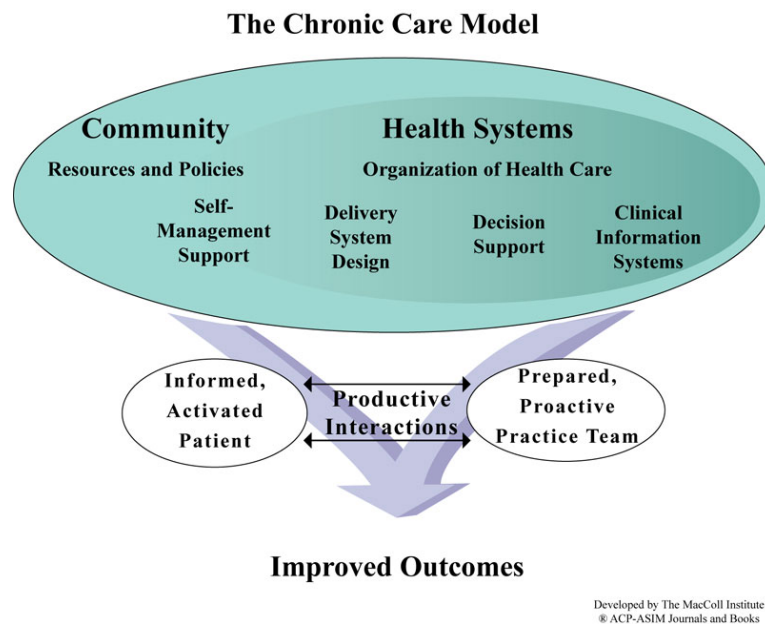 The Chronic Care Model
Community
Health Systems
Resources and Policies
Organization of Health Care
Self-
Management
Support
Delivery
System
Design
Decision
Support
Clinical
Information
Systems
Informed,
Activated
Patient
Productive
Interactions
Prepared,
Proactive
Practice Team
Improved Outcomes
Developed by The MacColl Institute
® ACP-ASIM Journals and Books